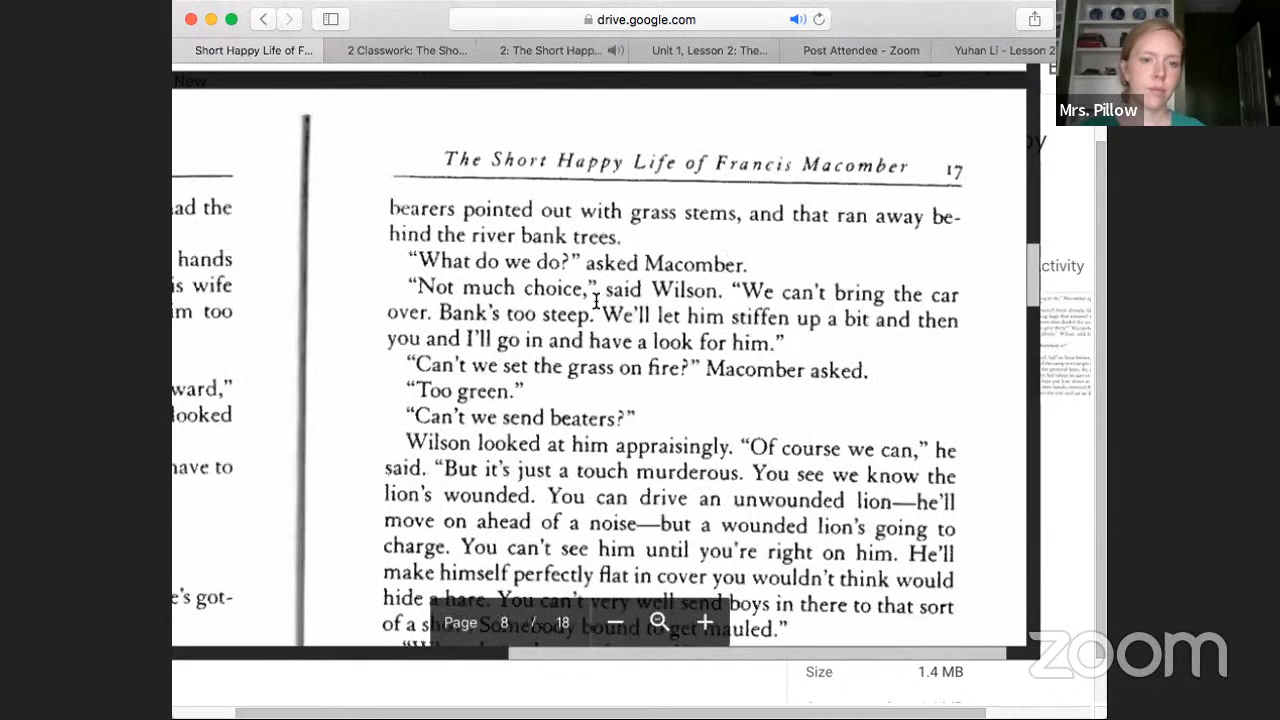 drive.google.com
Short Happy Life of F...
2 Classwork: The Sho...
2: The Short Happ...
Unit 1, Lesson 2: The...
Post Attendee - Zoom
Yuhan Li - Lesson 2
New
Mrs. Pillow
The Short Happy Life of Francis Macomber 17
ad the
hands
is wife
m too
ward,"
looked
have to
e's got-
bearers pointed out with grass stems, and that ran away be-
hind the river bank trees.
"What do we do?" asked Macomber.
"Not much choice," said Wilson. "We can't bring the car
over. Bank's too steep. We'll let him stiffen up a bit and then
you and I'll go in and have a look for him."
"Can't we set the grass on fire?" Macomber asked.
"Too green."
"Can't we send beaters?"
Wilson looked at him appraisingly. "Of course we can," he
said. "But it's just a touch murderous. You see we know the
lion's wounded. You can drive an unwounded lion—he'll
move on ahead of a noise—but a wounded lion's going to
charge. You can't see him until you're right on him. He'll
make himself perfectly flat in cover you wouldn't think would
hide a hare. You can't very well send boys in there to that sort
of a Somebody bound to get mauled."
Page 8 / 18
ctivity
Size 1.4 MB
zoom